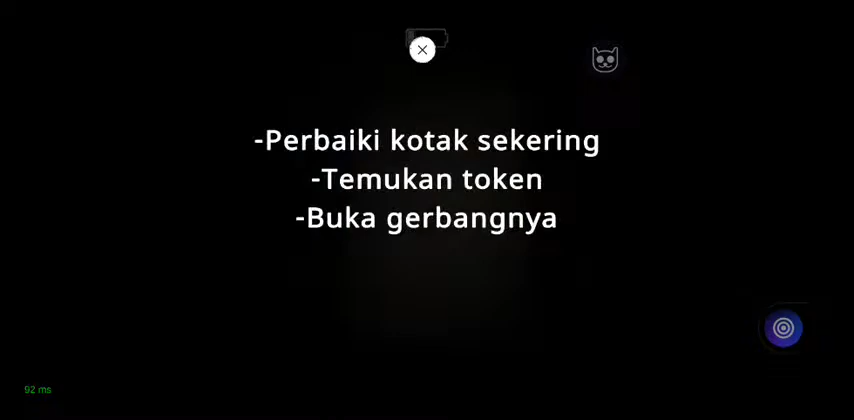 -Perbaiki kotak sekering
-Temukan token
-Buka gerbangnya
92 ms